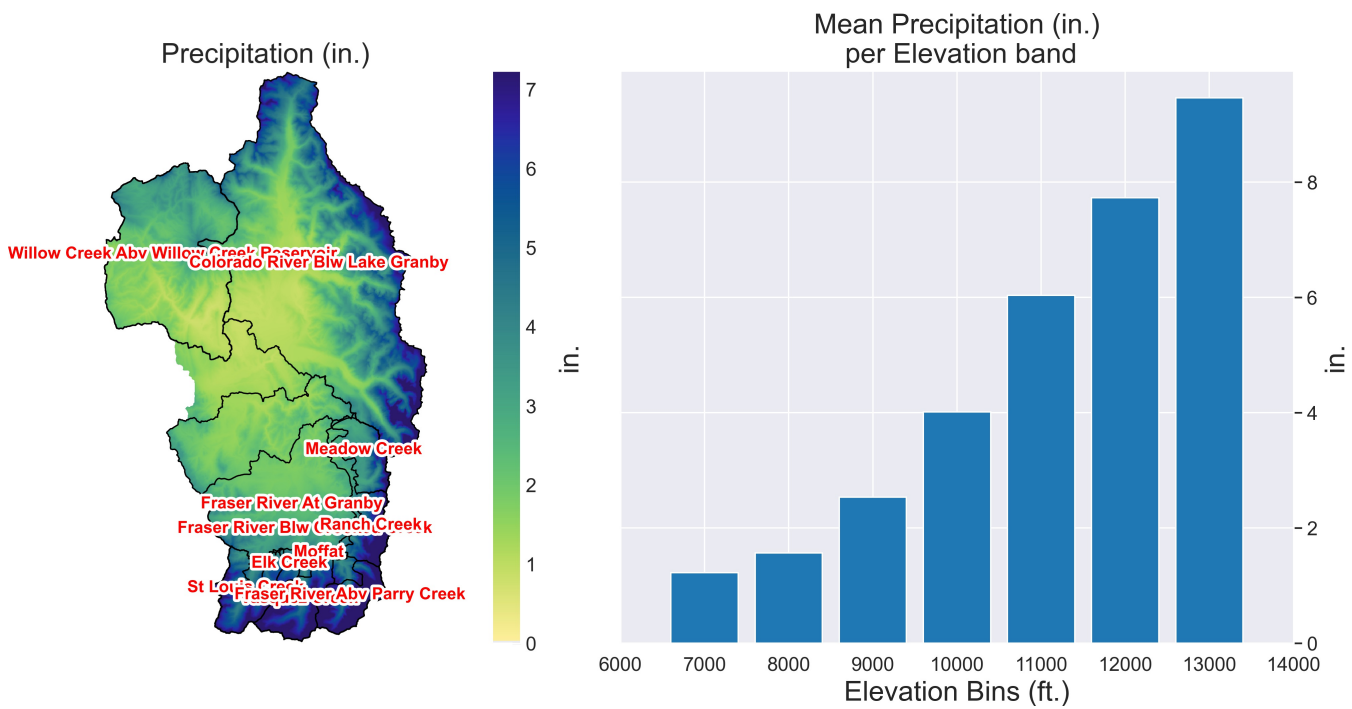 Precipitation (in.)
Willow Creek Abv Willow Creek Reservoir
Colorado River Blw Lake Granby
Meadow Creek
Fraser River At Granby
Fraser River Blw
Ranch Creek
Moffat
Elk Creek
St Louis Creek
Fraser River Abv Parry Creek
7
6
5
4
3
2
1
0
in.
Mean Precipitation (in.)
per Elevation band
8
6
4
2
0
in.
6000 7000 8000 9000 10000 11000 12000 13000 14000
Elevation Bins (ft.)